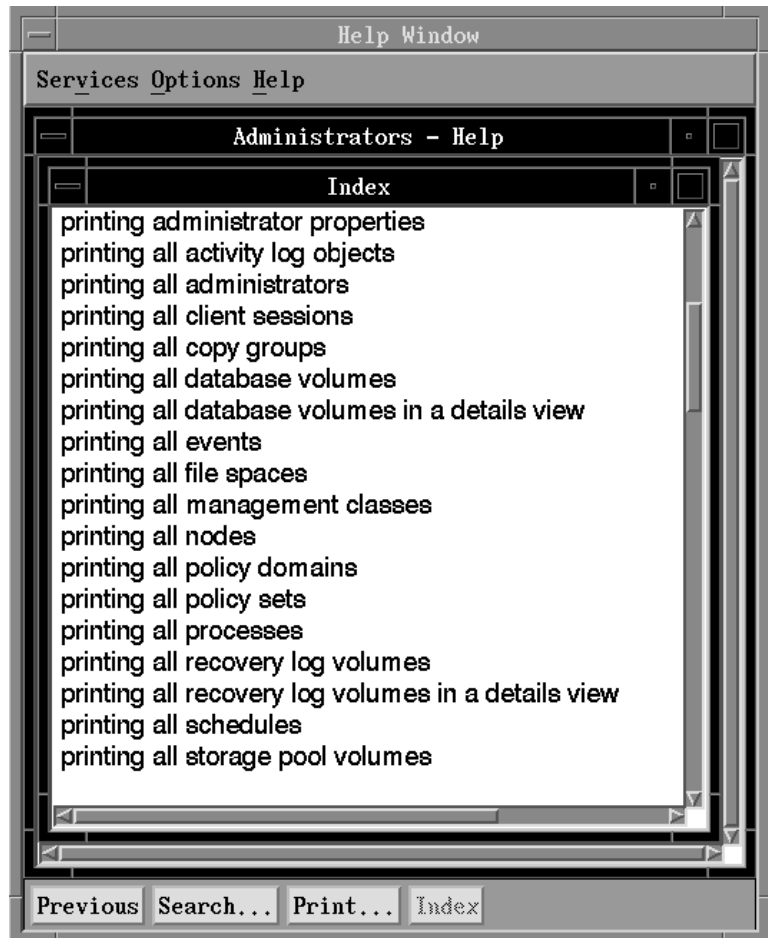 Help Window
Services Options Help
Administrators - Help
Index
printing administrator properties
printing all activity log objects
printing all administrators
printing all client sessions
printing all copy groups
printing all database volumes
printing all database volumes in a details view
printing all events
printing all file spaces
printing all management classes
printing all nodes
printing all policy domains
printing all policy sets
printing all processes
printing all recovery log volumes
printing all recovery log volumes in a details view
printing all schedules
printing all storage pool volumes
Previous Search... Print... Index